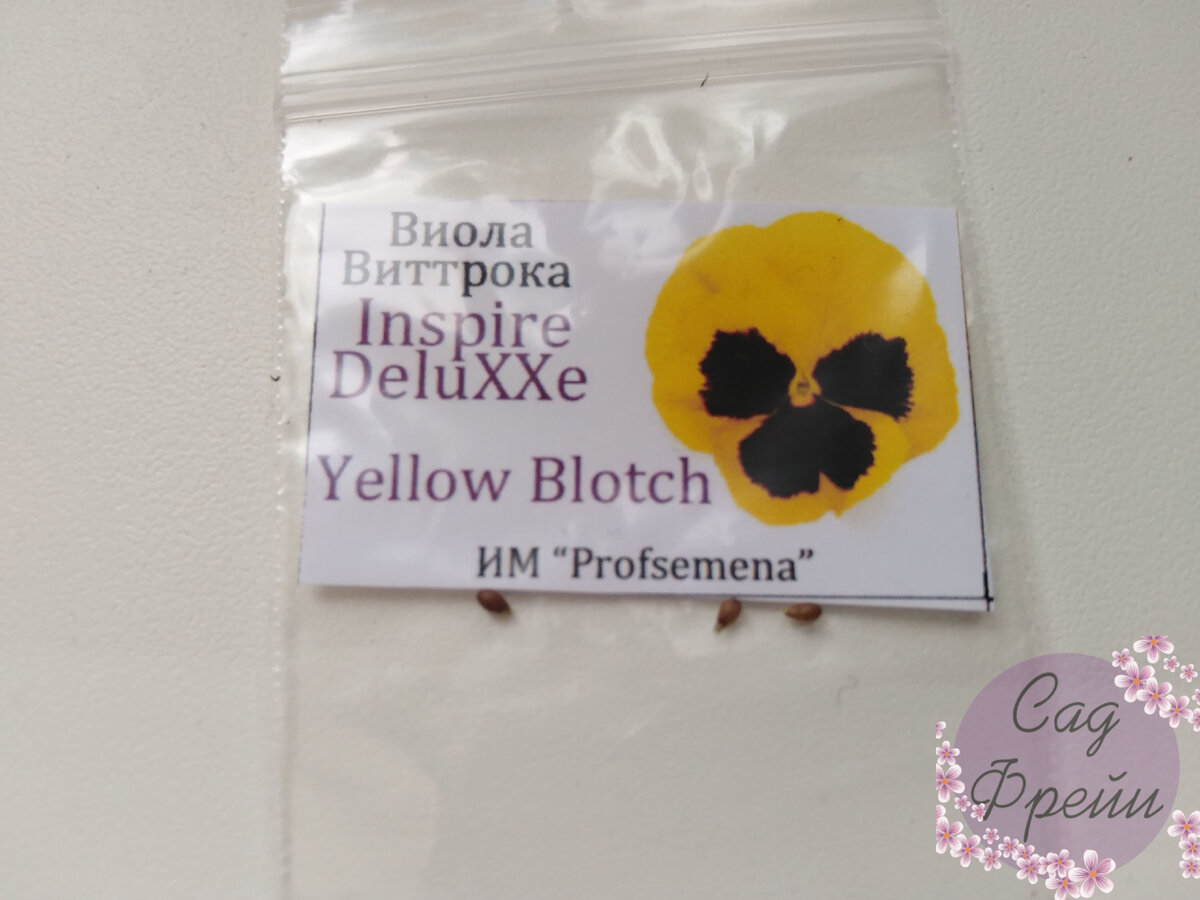 Виола
Виттрока
Inspire
DeluXXe
Yellow Blotch
ИМ “Profsemena”
Сад
Фрейи